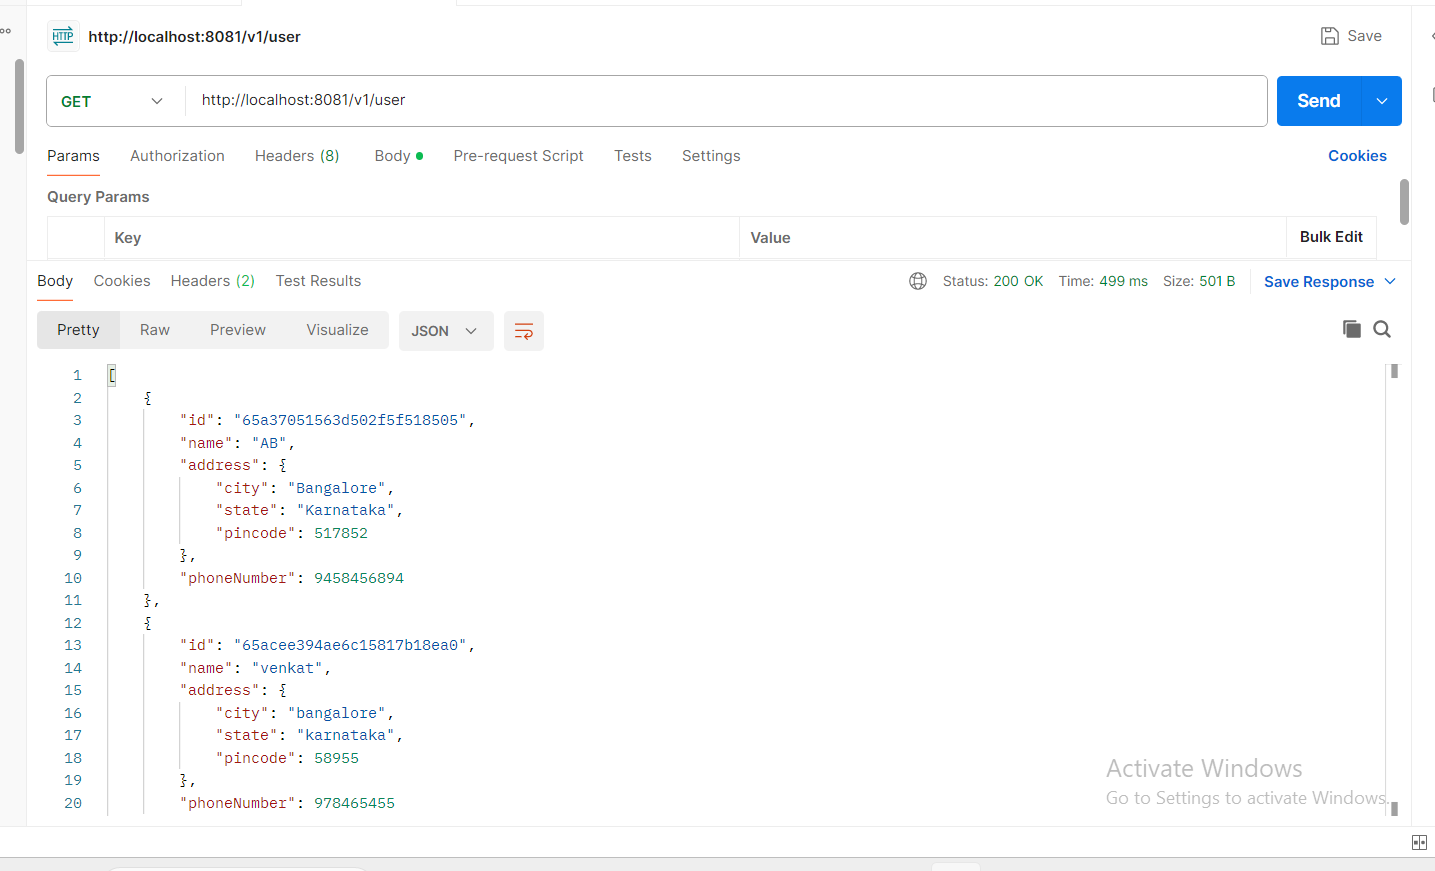 HTTP http://localhost:8081/v1/user Save
GET http://localhost:8081/v1/user Send
Params Authorization Headers (8) Body Pre-request Script Tests Settings Cookies
Query Params
Key Value Bulk Edit
Body Cookies Headers (2) Test Results Status: 200 OK Time: 499 ms Size: 501 B Save Response
Pretty Raw Preview Visualize JSON
1 [
2 {
3 "id": "65a37051563d502f5f518505",
4 "name": "AB",
5 "address": {
6 "city": "Bangalore",
7 "state": "Karnataka",
8 "pincode": 517852
9 },
10 "phoneNumber": 9458456894
11 },
12 {
13 "id": "65acee394ae6c15817b18ea0",
14 "name": "venkat",
15 "address": {
16 "city": "bangalore",
17 "state": "karnataka",
18 "pincode": 58955
19 },
20 "phoneNumber": 978465455
Activate Windows
Go to Settings to activate Windows.